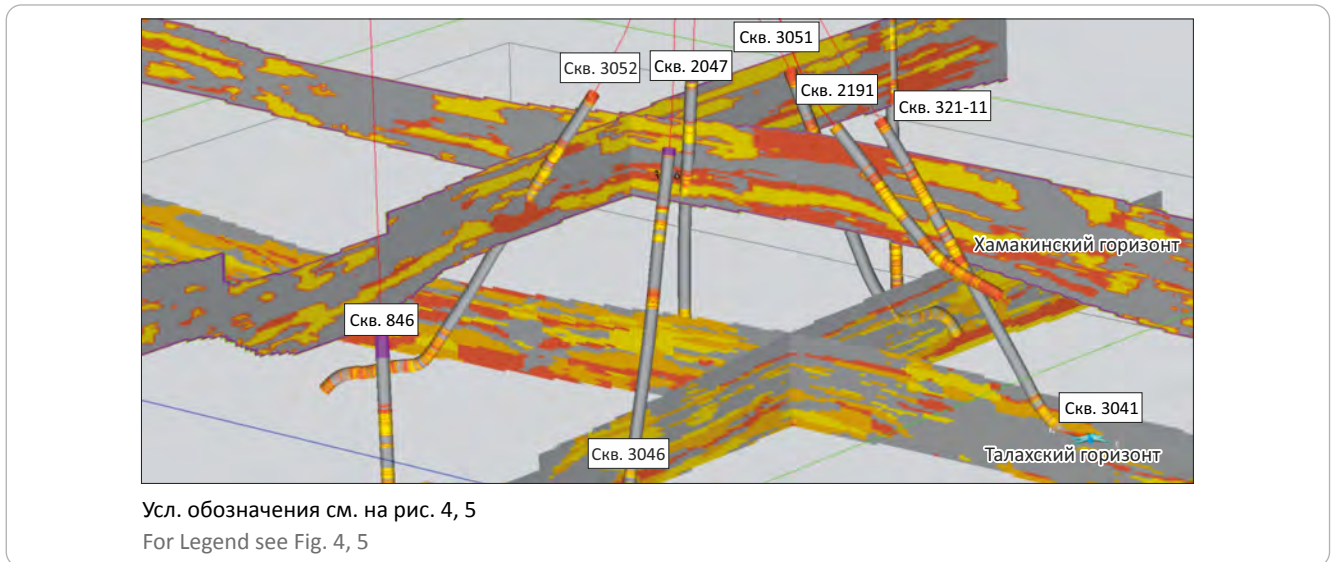 Скв. 3051
Скв. 3052
Скв. 2047
Скв. 2191
Скв. 321-11
Хамакинский горизонт
Скв. 846
Скв. 3041
Скв. 3046
Талахский горизонт
Усл. обозначения см. на рис. 4, 5
For Legend see Fig. 4, 5